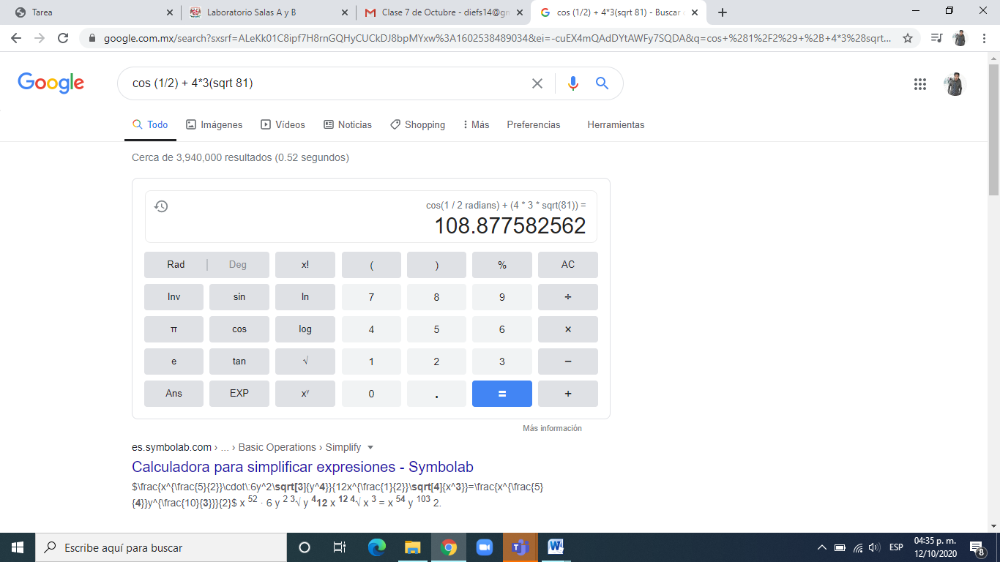 Tarea
Laboratorio Salas A y B
Clase 7 de Octubre - diefs14@gr
cos (1/2) + 4*3(sqrt 81) - Buscar
google.com.mx/search?sxsrf=ALeKk01C8ipf7H8rnGQHyCUCkDJ8bpMYxw%3A1602538489034&ei=-cuEX4mQAdDYtAWFy7SQDA&q=cos+%281%2F2%29+%2B+4*3%28sqrt...
Google
cos (1/2) + 4*3(sqrt 81)
Todo Imágenes Vídeos Noticias Shopping Más Preferencias Herramientas
Cerca de 3,940,000 resultados (0.52 segundos)
cos(1 / 2 radians) + (4 * 3 * sqrt(81)) =
108.877582562
Rad | Deg x! ( ) % AC
Inv sin ln 7 8 9 ÷
π cos log 4 5 6 ×
e tan √ 1 2 3 −
Ans EXP xʸ 0 . = +
Más información
es.symbolab.com › ... › Basic Operations › Simplify
Calculadora para simplificar expresiones - Symbolab
$\frac{x^{\frac{5}{2}}\cdot\:6y^2\sqrt[3]{y^4}}{12x^{\frac{1}{2}}\sqrt[4]{x^3}}=\frac{x^{\frac{5}
{4}}y^{\frac{10}{3}}}{2}$ x 52 · 6 y 2 3√ y 412 x 12 4√ x 3 = x 54 y 103 2.
Escribe aquí para buscar
ESP
04:35 p. m.
12/10/2020
8